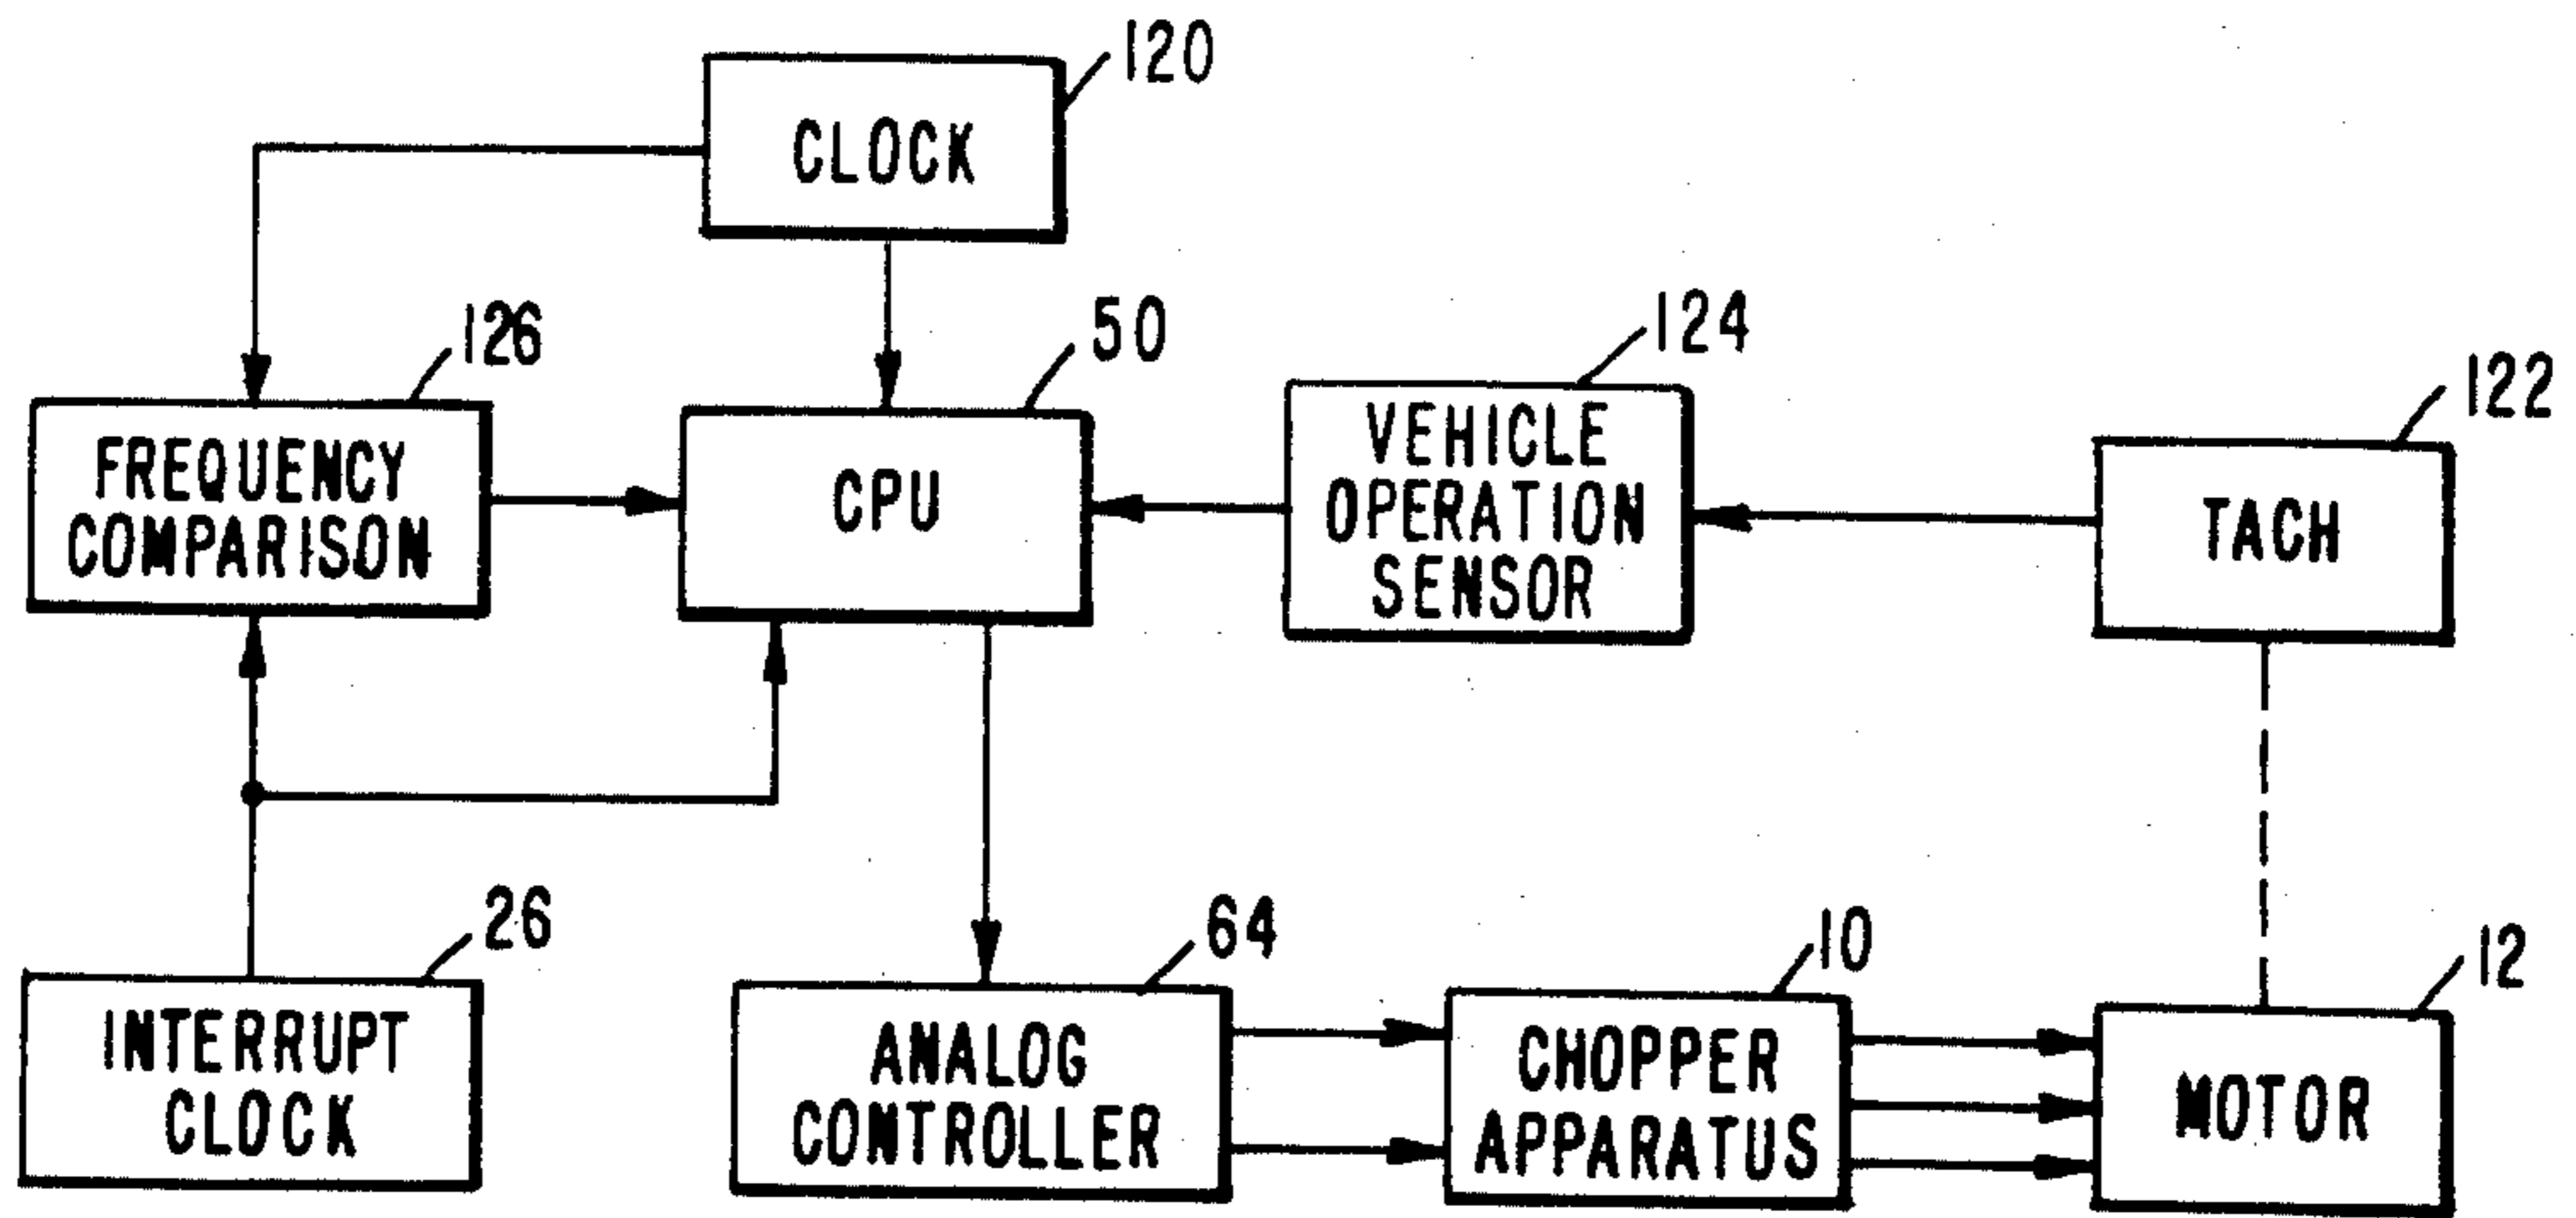 120
CLOCK
126
50
124
122
FREQUENCY
COMPARISON
CPU
VEHICLE
OPERATION
SENSOR
TACH
26
64
10
12
INTERRUPT
CLOCK
ANALOG
CONTROLLER
CHOPPER
APPARATUS
MOTOR